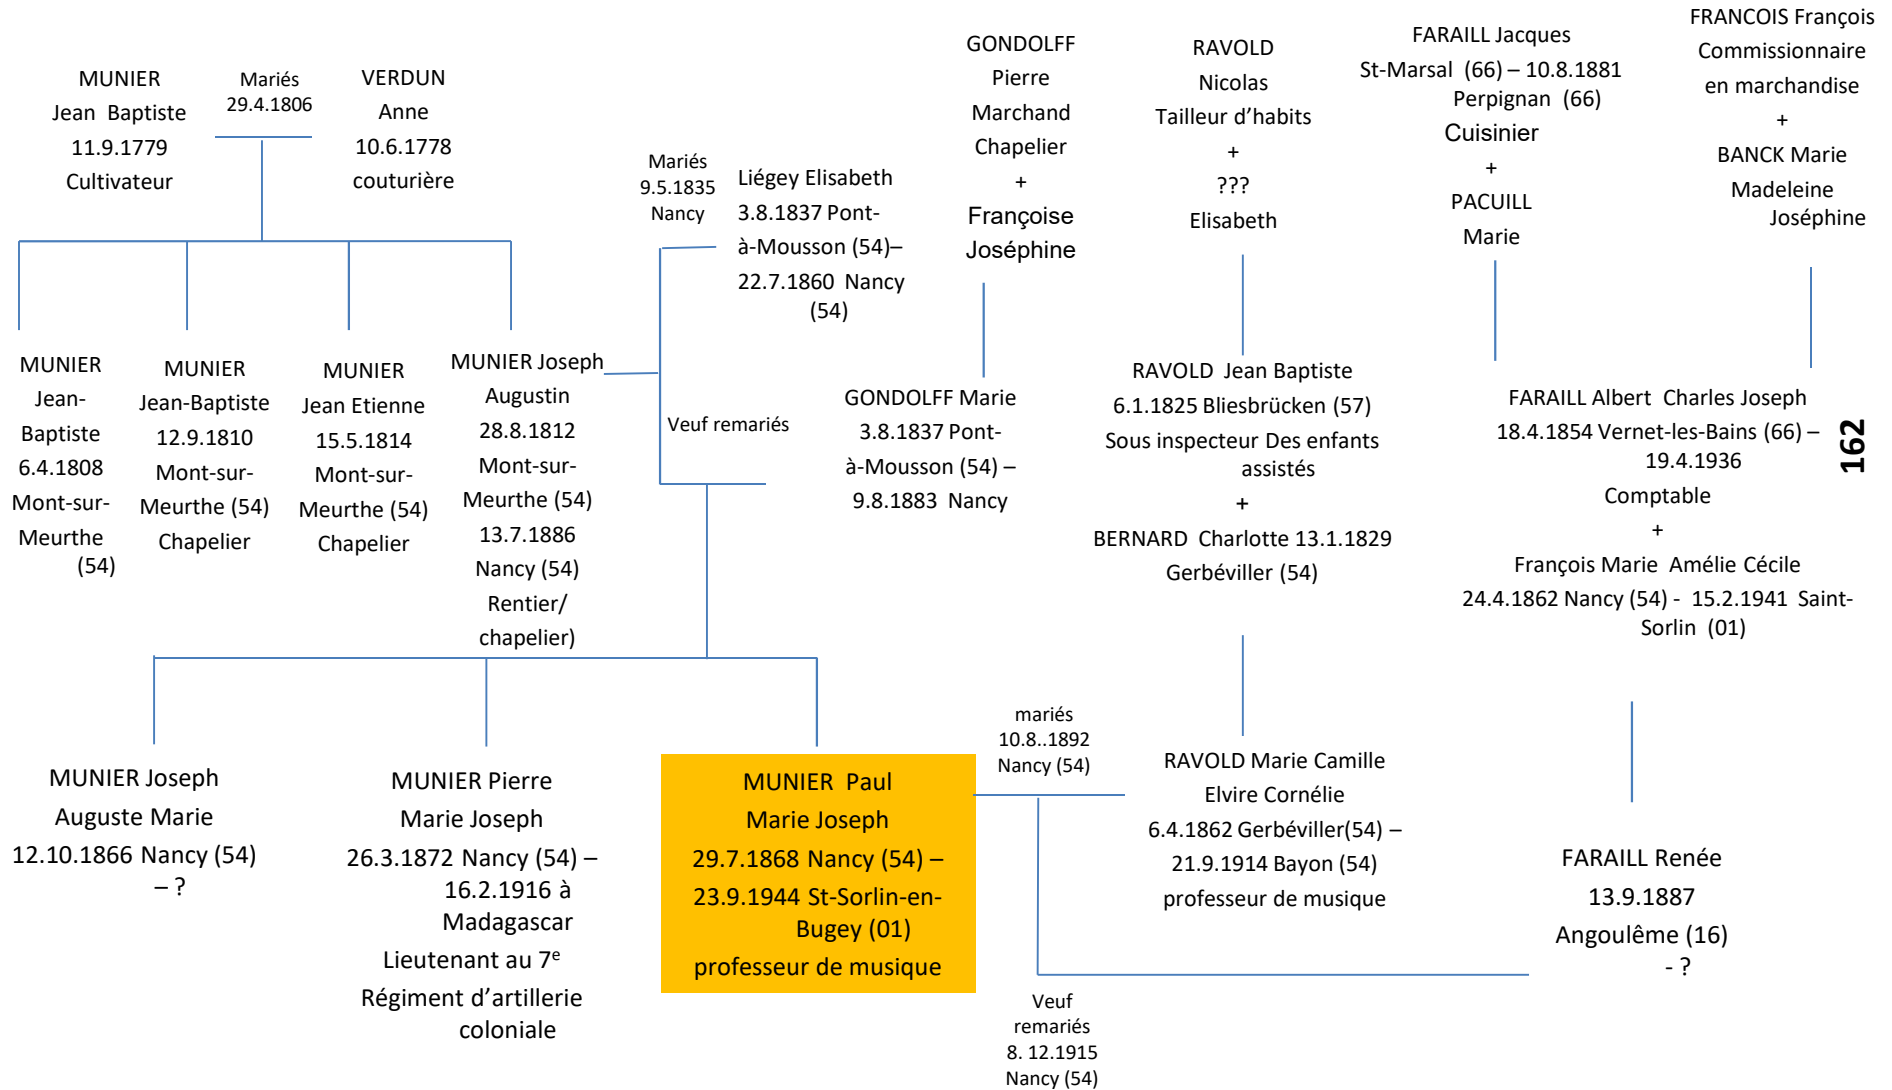 MUNIER
Jean Baptiste
11.9.1779
Cultivateur
Mariés
29.4.1806
VERDUN
Anne
10.6.1778
couturière
Mariés
9.5.1835
Nancy
Liégey Elisabeth
3.8.1837 Pont-
à-Mousson (54)–
22.7.1860 Nancy
(54)
GONDOLFF
Pierre
Marchand
Chapelier
+
Françoise
Joséphine
RAVOLD
Nicolas
Tailleur d’habits
+
???
Elisabeth
FARAILL Jacques
St-Marsal (66) – 10.8.1881
Perpignan (66)
Cuisinier
+
PACUILL
Marie
FRANCOIS François
Commissionnaire
en marchandise
+
BANCK Marie
Madeleine
Joséphine
MUNIER
Jean-
Baptiste
6.4.1808
Mont-sur-
Meurthe
(54)
MUNIER
Jean-Baptiste
12.9.1810
Mont-sur-
Meurthe (54)
Chapelier
MUNIER
Jean Etienne
15.5.1814
Mont-sur-
Meurthe (54)
Chapelier
MUNIER Joseph
Augustin
28.8.1812
Mont-sur-
Meurthe (54)
13.7.1886
Nancy (54)
Rentier/
chapelier)
Veuf remariés
GONDOLFF Marie
3.8.1837 Pont-
à-Mousson (54) –
9.8.1883 Nancy
RAVOLD Jean Baptiste
6.1.1825 Bliesbrücken (57)
Sous inspecteur Des enfants
assistés
+
BERNARD Charlotte 13.1.1829
Gerbéviller (54)
FARAILL Albert Charles Joseph
18.4.1854 Vernet-les-Bains (66) –
19.4.1936
Comptable
+
François Marie Amélie Cécile
24.4.1862 Nancy (54) - 15.2.1941 Saint-
Sorlin (01)
162
MUNIER Joseph
Auguste Marie
12.10.1866 Nancy (54)
– ?
MUNIER Pierre
Marie Joseph
26.3.1872 Nancy (54) –
16.2.1916 à
Madagascar
Lieutenant au 7e
Régiment d’artillerie
coloniale
MUNIER Paul
Marie Joseph
29.7.1868 Nancy (54) –
23.9.1944 St-Sorlin-en-
Bugey (01)
professeur de musique
mariés
10.8..1892
Nancy (54)
RAVOLD Marie Camille
Elvire Cornélie
6.4.1862 Gerbéviller(54) –
21.9.1914 Bayon (54)
professeur de musique
Veuf
remariés
8. 12.1915
Nancy (54)
FARAILL Renée
13.9.1887
Angoulême (16)
- ?